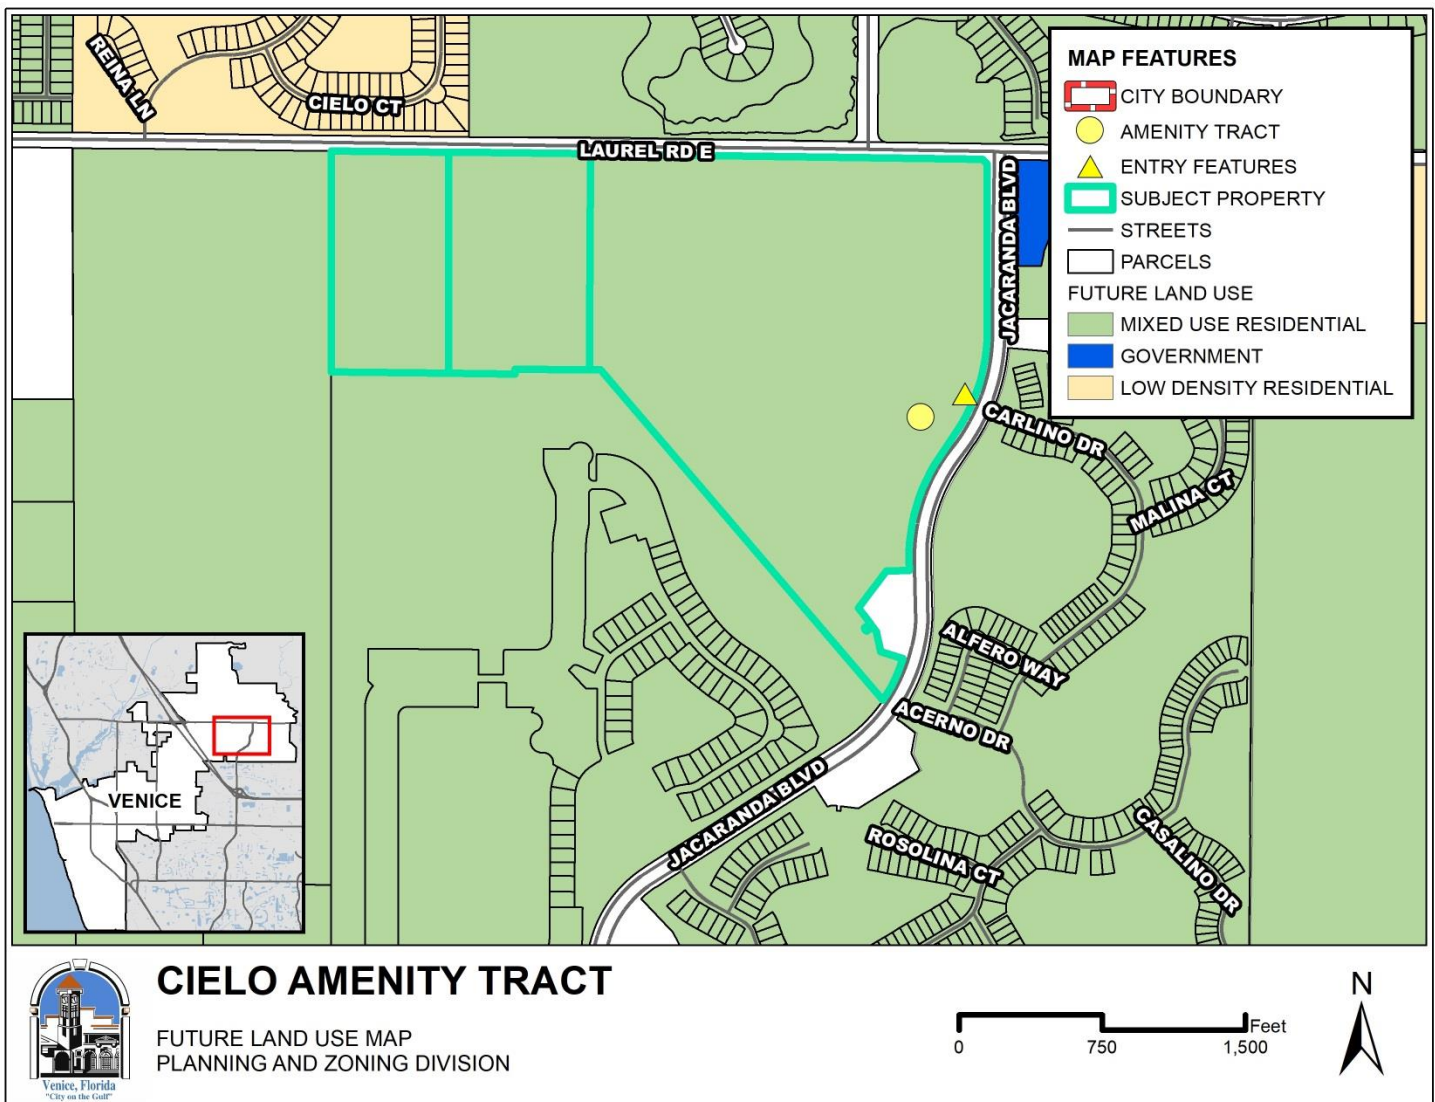 REINA LN
CIELO CT
LAUREL RD E
JACARANDA BLVD
MAP FEATURES
CITY BOUNDARY
AMENITY TRACT
ENTRY FEATURES
SUBJECT PROPERTY
STREETS
PARCELS
FUTURE LAND USE
MIXED USE RESIDENTIAL
GOVERNMENT
LOW DENSITY RESIDENTIAL
CARLINO DR
MALINA CT
ALFERO WAY
ACERNO DR
JACARANDA BLVD
ROSOLINA CT
CASALINO DR
VENICE
CIELO AMENITY TRACT
FUTURE LAND USE MAP
PLANNING AND ZONING DIVISION
Venice, Florida
"City on the Gulf"
Feet
0 750 1,500
N